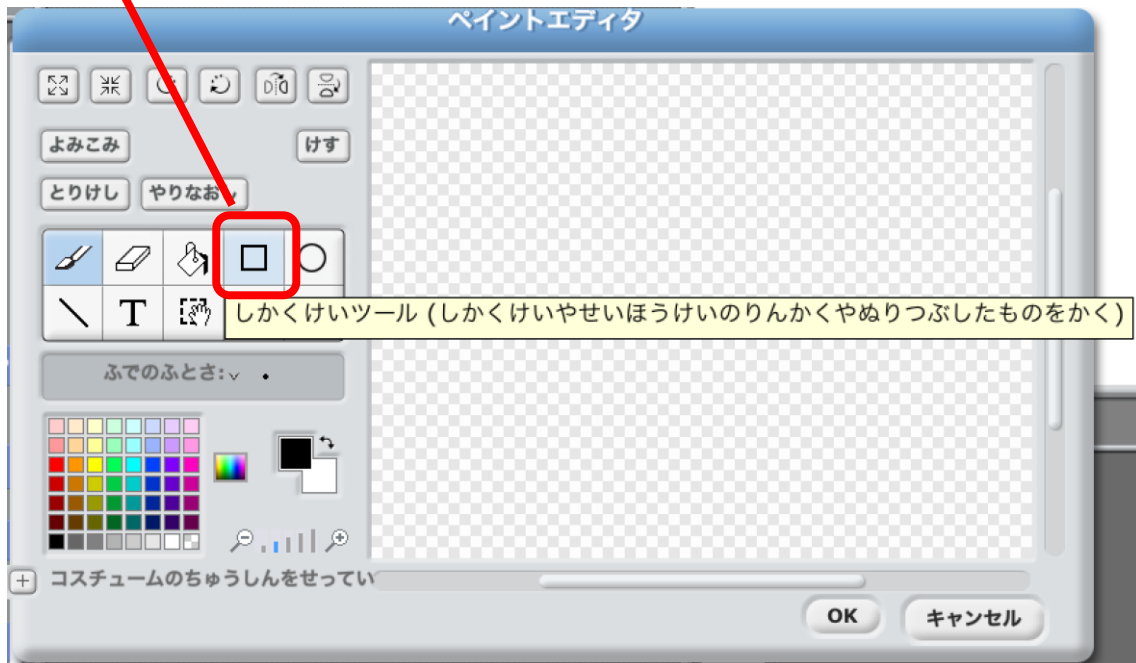 ペイントエディタ
よみこみ
けす
とりけし
やりなお
T
しかくけいツール (しかくけいやせいほうけいのりんかくやぬりつぶしたものをかく)
ふでのふとさ:
コスチュームのちゅうしんをせってい
OK
キャンセル